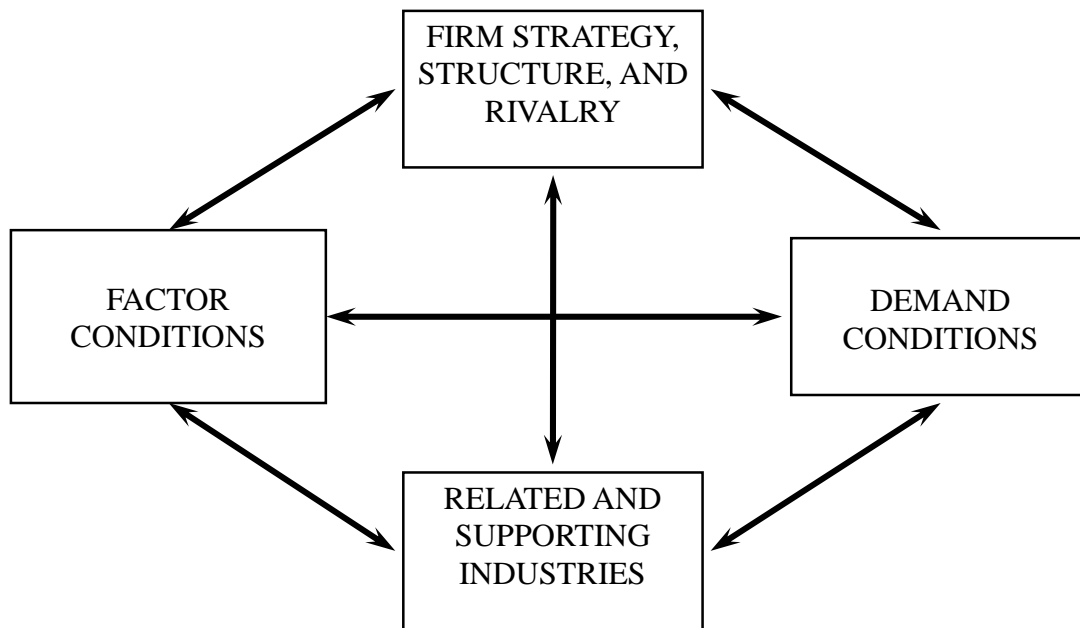 FIRM STRATEGY,
STRUCTURE, AND
RIVALRY
FACTOR
CONDITIONS
DEMAND
CONDITIONS
RELATED AND
SUPPORTING
INDUSTRIES